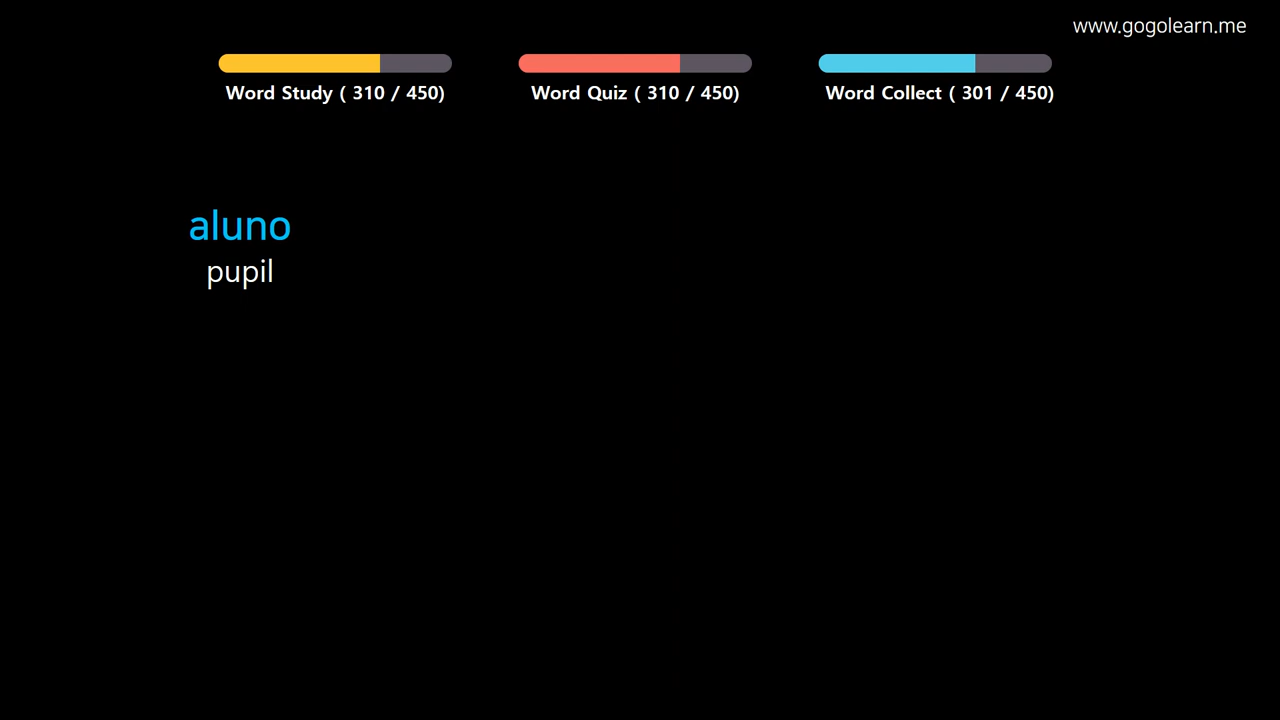 www.gogolearn.me
Word Study ( 310 / 450)
Word Quiz ( 310 / 450)
Word Collect ( 301 / 450)
aluno
pupil